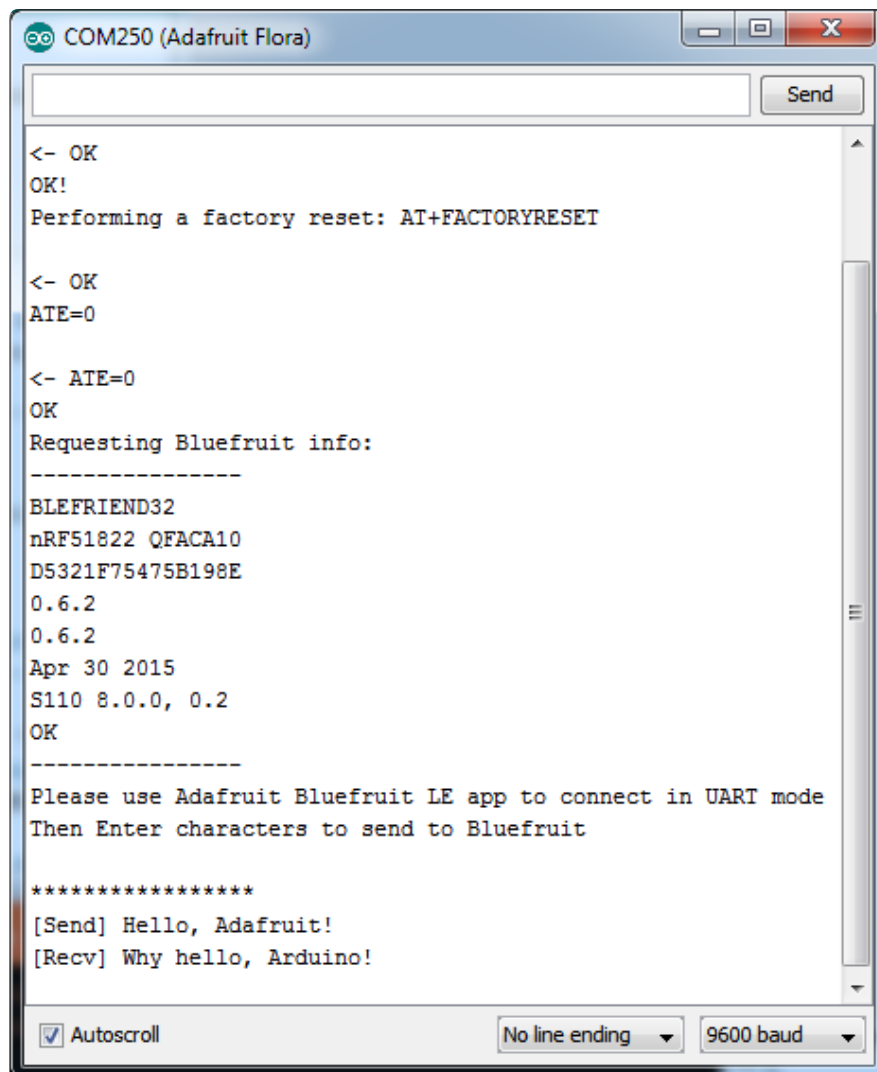 COM250 (Adafruit Flora)
Send
<- OK
OK!
Performing a factory reset: AT+FACTORYRESET
<- OK
ATE=0
<- ATE=0
OK
Requesting Bluefruit info:
----------------
BLEFRIEND32
nRF51822 QFACA10
D5321F75475B198E
0.6.2
0.6.2
Apr 30 2015
S110 8.0.0, 0.2
OK
----------------
Please use Adafruit Bluefruit LE app to connect in UART mode
Then Enter characters to send to Bluefruit
*****************
[Send] Hello, Adafruit!
[Recv] Why hello, Arduino!
Autoscroll
No line ending
9600 baud